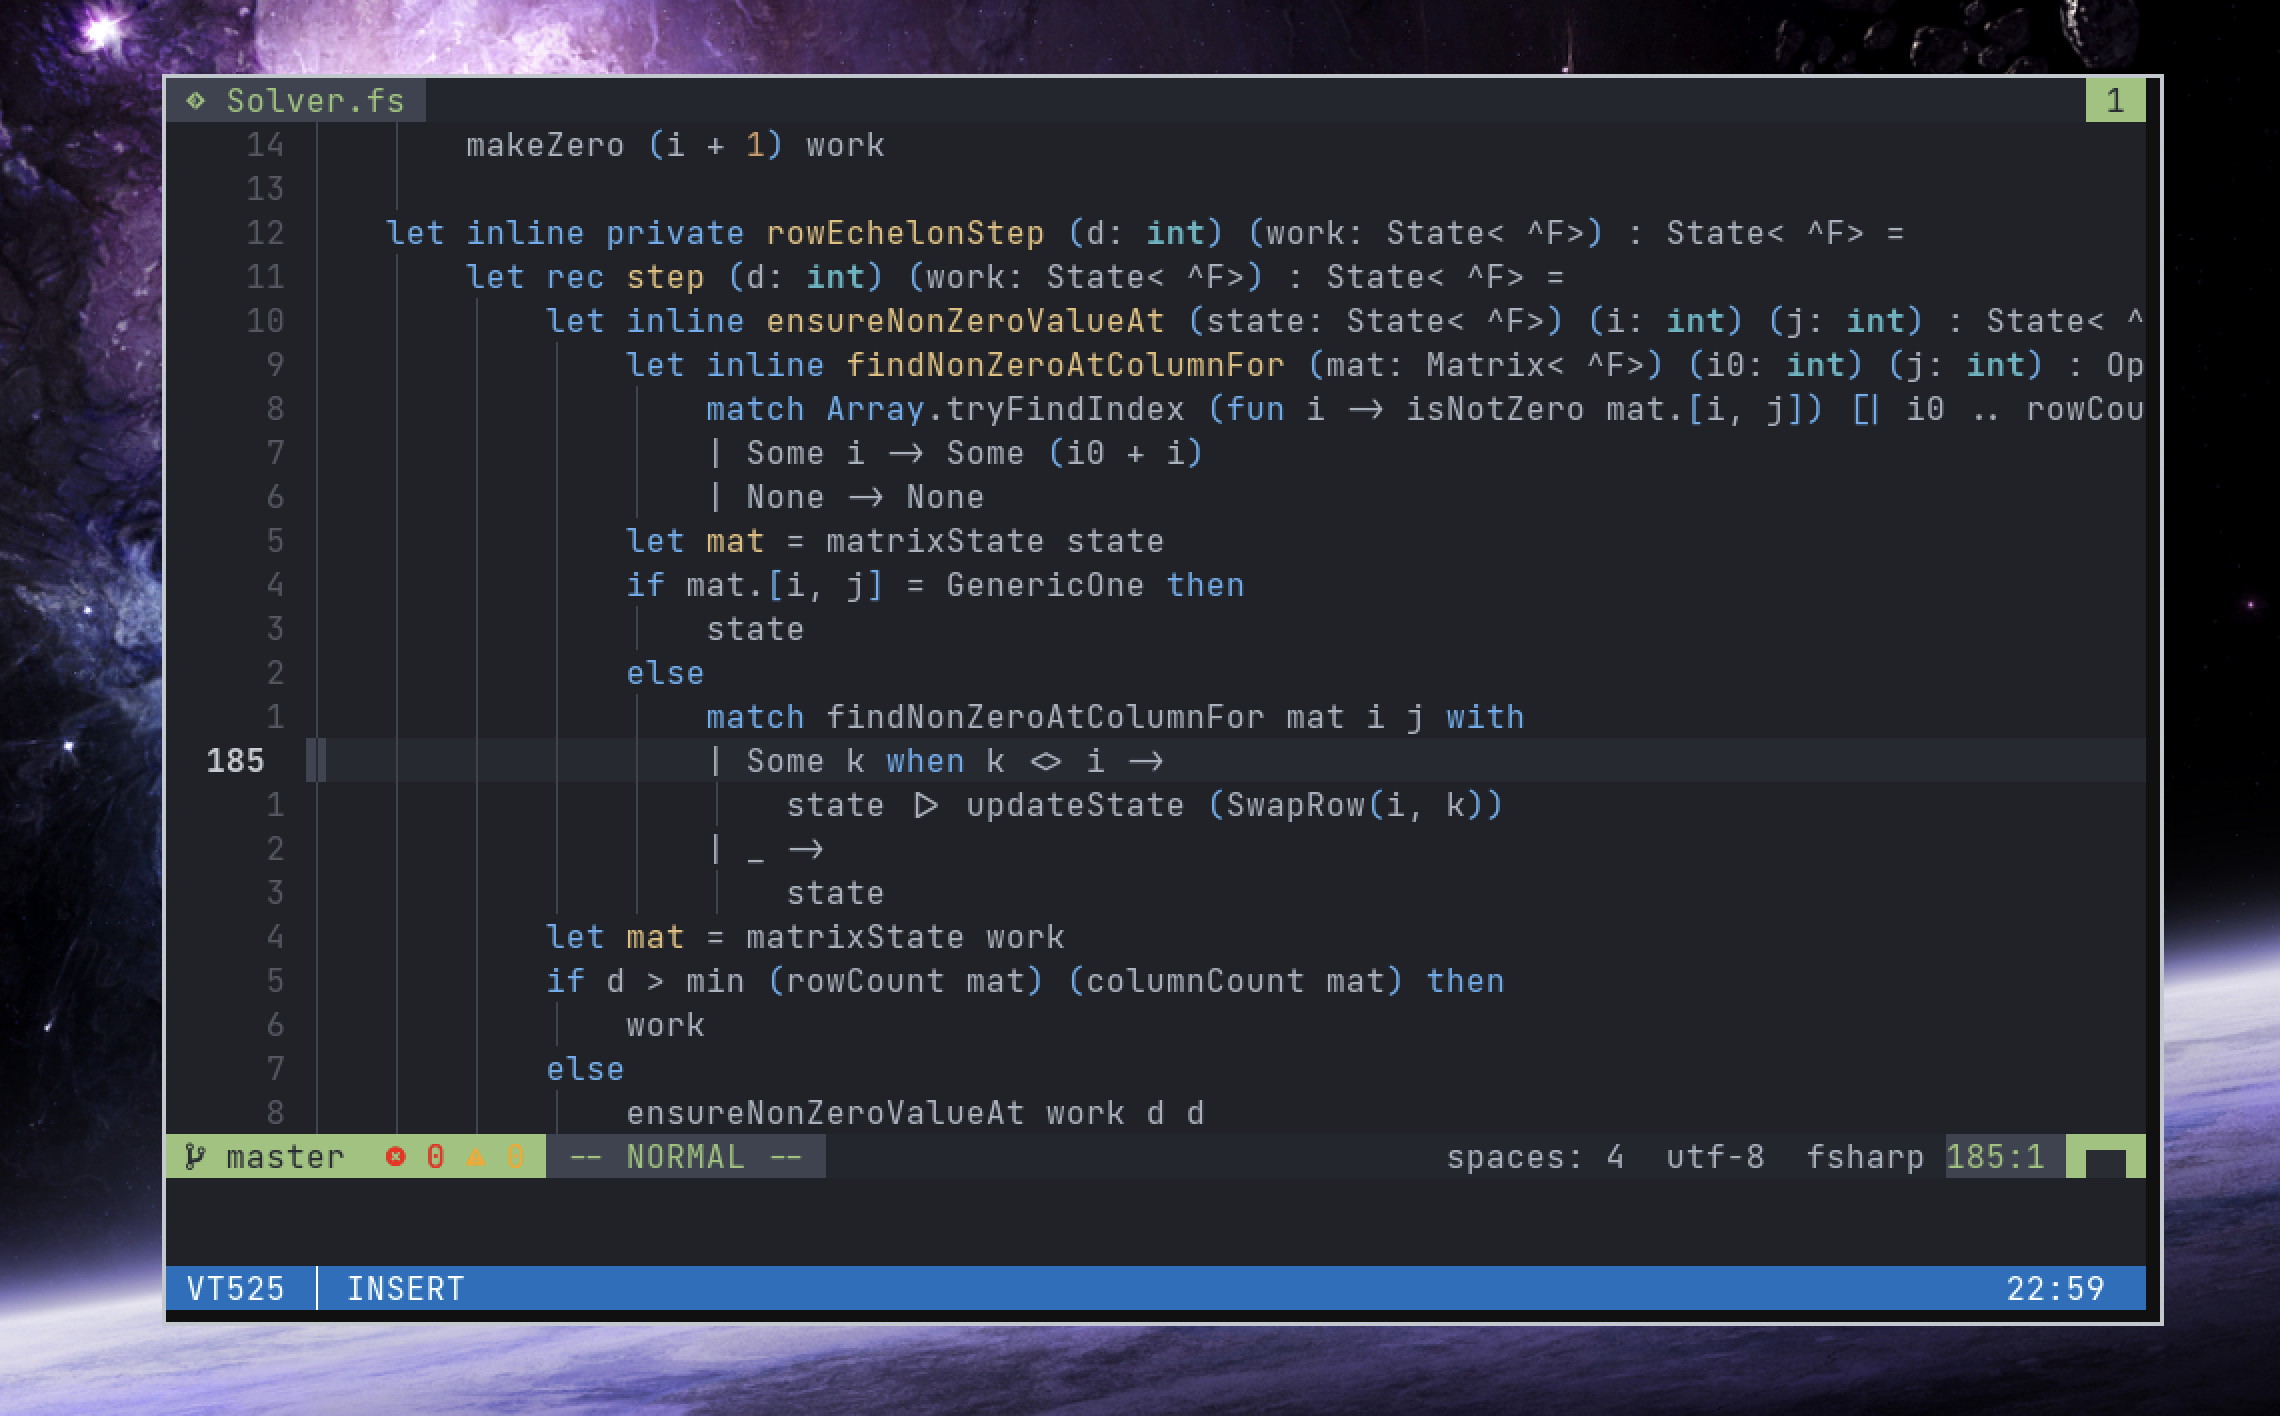 Solver.fs 1
14 makeZero (i + 1) work
13
12 let inline private rowEchelonStep (d: int) (work: State< ^F>) : State< ^F> =
11 let rec step (d: int) (work: State< ^F>) : State< ^F> =
10 let inline ensureNonZeroValueAt (state: State< ^F>) (i: int) (j: int) : State< ^
9 let inline findNonZeroAtColumnFor (mat: Matrix< ^F>) (i0: int) (j: int) : Op
8 match Array.tryFindIndex (fun i -> isNotZero mat.[i, j]) [| i0 .. rowCou
7 | Some i -> Some (i0 + i)
6 | None -> None
5 let mat = matrixState state
4 if mat.[i, j] = GenericOne then
3 state
2 else
1 match findNonZeroAtColumnFor mat i j with
185 | Some k when k <> i ->
1 state |> updateState (SwapRow(i, k))
2 | _ ->
3 state
4 let mat = matrixState work
5 if d > min (rowCount mat) (columnCount mat) then
6 work
7 else
8 ensureNonZeroValueAt work d d
master 0 0 -- NORMAL -- spaces: 4 utf-8 fsharp 185:1
VT525 INSERT 22:59